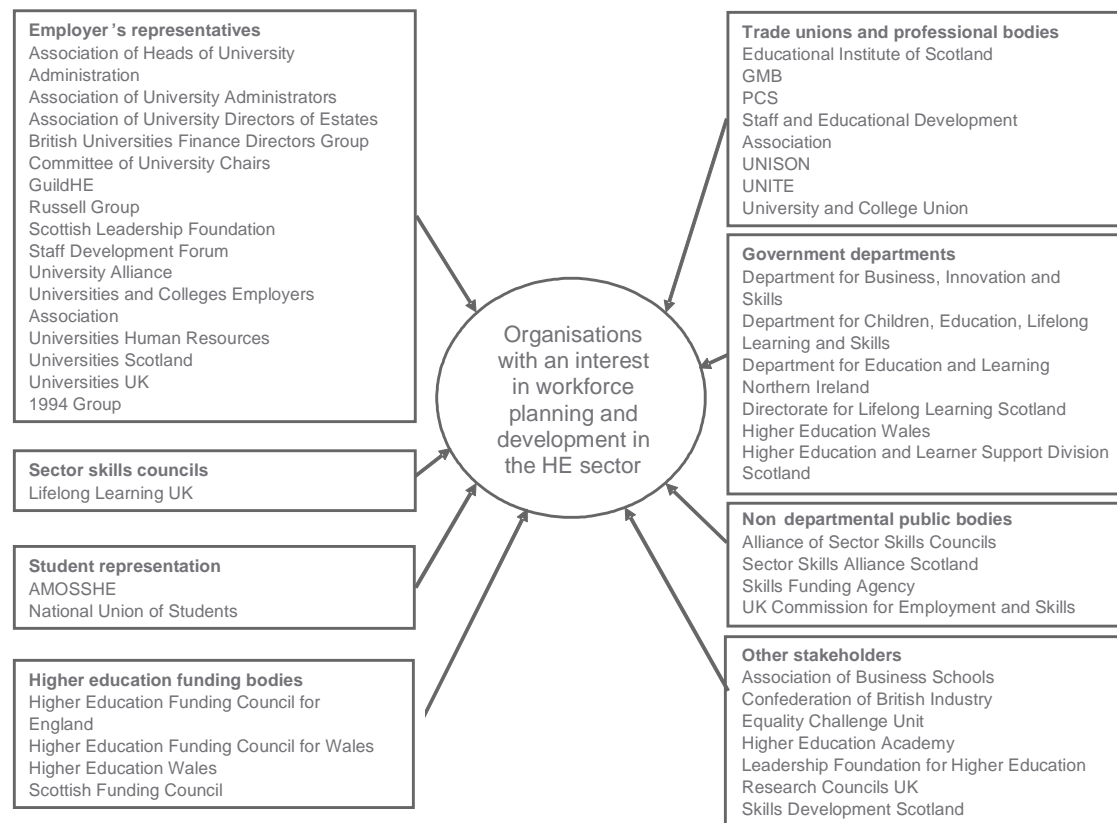 Employer's representatives
Association of Heads of University
Administration
Association of University Administrators
Association of University Directors of Estates
British Universities Finance Directors Group
Committee of University Chairs
GuildHE
Russell Group
Scottish Leadership Foundation
Staff Development Forum
University Alliance
Universities and Colleges Employers
Association
Universities Human Resources
Universities Scotland
Universities UK
1994 Group
Sector skills councils
Lifelong Learning UK
Student representation
AMOSSHE
National Union of Students
Higher education funding bodies
Higher Education Funding Council for
England
Higher Education Funding Council for Wales
Higher Education Wales
Scottish Funding Council
Organisations
with an interest
in workforce
planning and
development in
the HE sector
Trade unions and professional bodies
Educational Institute of Scotland
GMB
PCS
Staff and Educational Development
Association
UNISON
UNITE
University and College Union
Government departments
Department for Business, Innovation and
Skills
Department for Children, Education, Lifelong
Learning and Skills
Department for Education and Learning
Northern Ireland
Directorate for Lifelong Learning Scotland
Higher Education Wales
Higher Education and Learner Support Division
Scotland
Non departmental public bodies
Alliance of Sector Skills Councils
Sector Skills Alliance Scotland
Skills Funding Agency
UK Commission for Employment and Skills
Other stakeholders
Association of Business Schools
Confederation of British Industry
Equality Challenge Unit
Higher Education Academy
Leadership Foundation for Higher Education
Research Councils UK
Skills Development Scotland